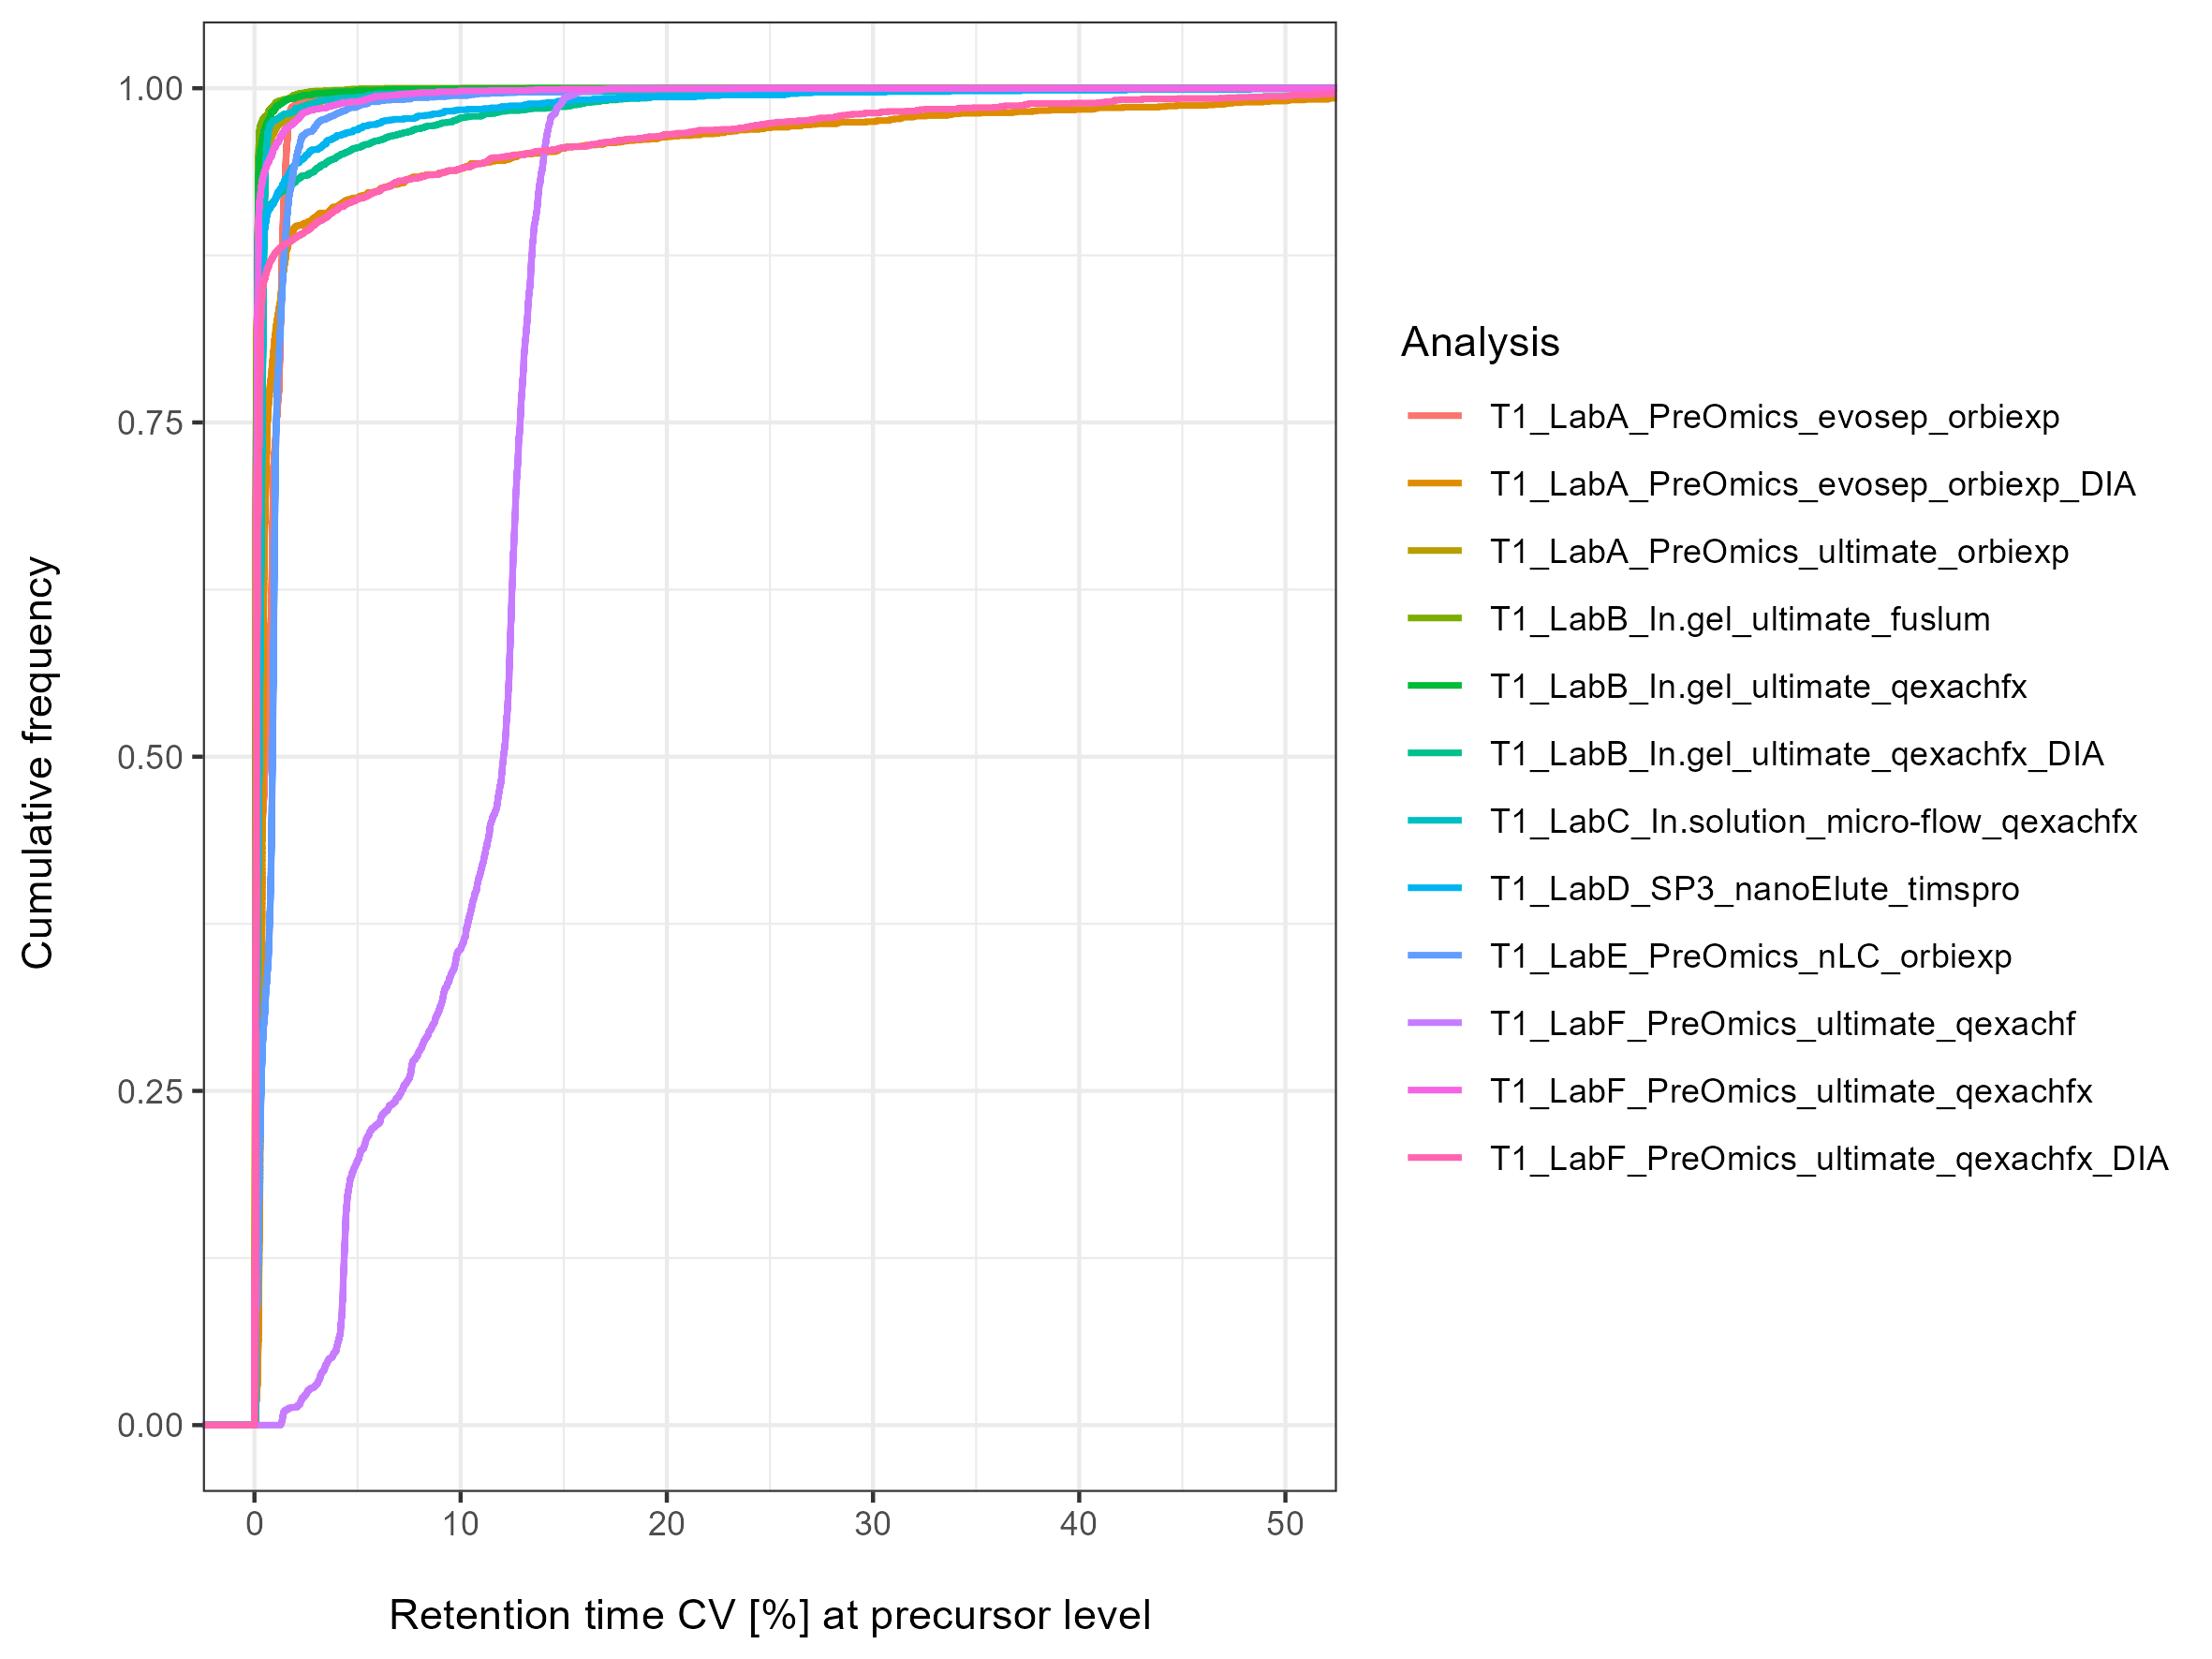 1.00
0.75
0.50
0.25
0.00
Cumulative frequency
0 10 20 30 40 50
Retention time CV [%] at precursor level
Analysis
T1_LabA_PreOmics_evosep_orbiexp
T1_LabA_PreOmics_evosep_orbiexp_DIA
T1_LabA_PreOmics_ultimate_orbiexp
T1_LabB_In.gel_ultimate_fuslum
T1_LabB_In.gel_ultimate_qexachfx
T1_LabB_In.gel_ultimate_qexachfx_DIA
T1_LabC_In.solution_micro-flow_qexachfx
T1_LabD_SP3_nanoElute_timspro
T1_LabE_PreOmics_nLC_orbiexp
T1_LabF_PreOmics_ultimate_qexachf
T1_LabF_PreOmics_ultimate_qexachfx
T1_LabF_PreOmics_ultimate_qexachfx_DIA